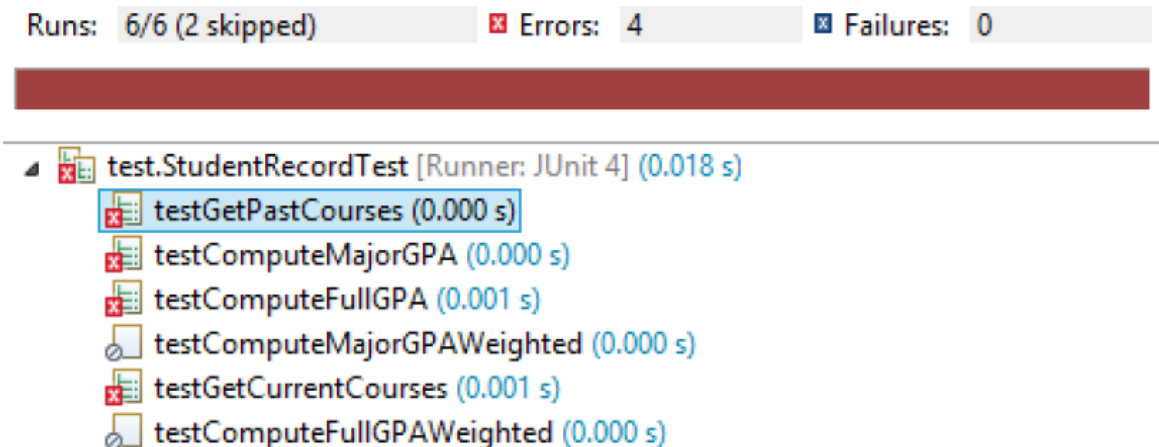 Runs: 6/6 (2 skipped) Errors: 4 Failures: 0
test.StudentRecordTest [Runner: JUnit 4] (0.018 s)
testGetPastCourses (0.000 s)
testComputeMajorGPA (0.000 s)
testComputeFullGPA (0.001 s)
testComputeMajorGPAWeighted (0.000 s)
testGetCurrentCourses (0.001 s)
testComputeFullGPAWeighted (0.000 s)